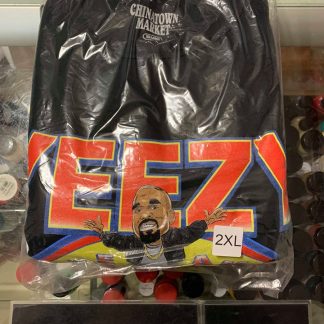 CHINATOWN
MARKET
YEEZY
2XL